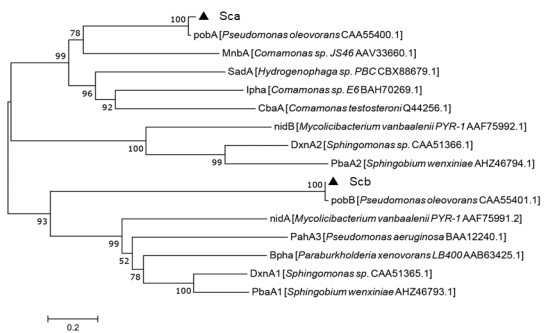 ▲ Sca
100
78
pobA [Pseudomonas oleovorans CAA55400.1]
99
MnbA [Comamonas sp. JS46 AAV33660.1]
SadA [Hydrogenophaga sp. PBC CBX88679.1]
96
Ipha [Comamonas sp. E6 BAH70269.1]
92
CbaA [Comamonas testosteroni Q44256.1]
nidB [Mycolicibacterium vanbaalenii PYR-1 AAF75992.1]
100
DxnA2 [Sphingomonas sp. CAA51366.1]
99
PbaA2 [Sphingobium wenxiniae AHZ46794.1]
▲ Scb
100
pobB [Pseudomonas oleovorans CAA55401.1]
93
nidA [Mycolicibacterium vanbaalenii PYR-1 AAF75991.2]
99
PahA3 [Pseudomonas aeruginosa BAA12240.1]
52
Bpha [Paraburkholderia xenovorans LB400 AAB63425.1]
78
DxnA1 [Sphingomonas sp. CAA51365.1]
100
PbaA1 [Sphingobium wenxiniae AHZ46793.1]
0.2